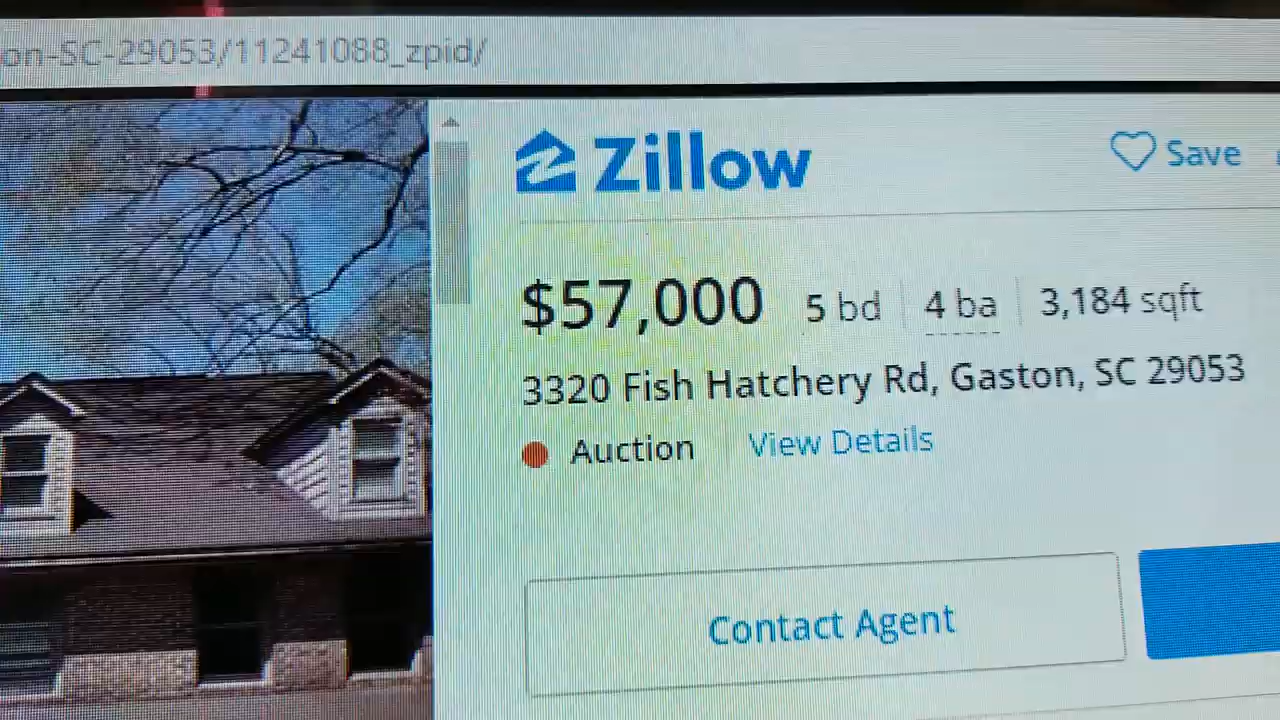 on-SC-29053/11241088_zpid/
Zillow
Save
$57,000 5 bd 4 ba 3,184 sqft
3320 Fish Hatchery Rd, Gaston, SC 29053
Auction View Details
Contact Agent